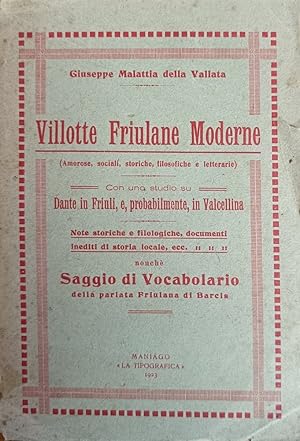 Giuseppe Malattia della Vallata
Villotte Friulane Moderne
(Amorose, sociali, storiche, filosofiche e letterarie)
Con uno studio su
Dante in Friuli, e, probabilmente, in Valcellina
Note storiche e filologiche, documenti
inediti di storia locale, ecc. :: :: ::
nonchè
Saggio di Vocabolario
della parlata Friulana di Barcis
MANIAGO
"LA TIPOGRAFICA"
1923